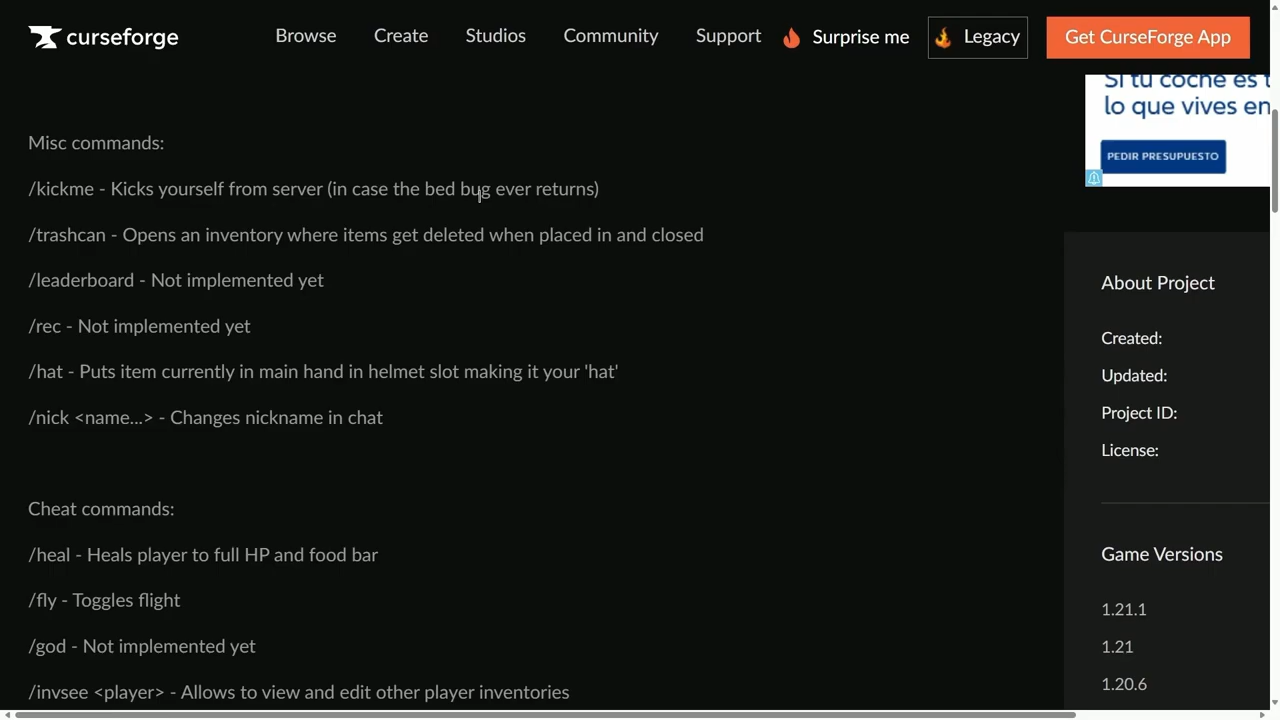 curseforge
Browse
Create
Studios
Community
Support
Surprise me
Legacy
Get CurseForge App
Misc commands:
/kickme - Kicks yourself from server (in case the bed bug ever returns)
/trashcan - Opens an inventory where items get deleted when placed in and closed
/leaderboard - Not implemented yet
/rec - Not implemented yet
/hat - Puts item currently in main hand in helmet slot making it your 'hat'
/nick <name...> - Changes nickname in chat
Cheat commands:
/heal - Heals player to full HP and food bar
/fly - Toggles flight
/god - Not implemented yet
/invsee <player> - Allows to view and edit other player inventories
Si tu coche es t
lo que vives en
PEDIR PRESUPUESTO
About Project
Created:
Updated:
Project ID:
License:
Game Versions
1.21.1
1.21
1.20.6